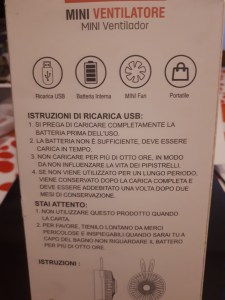 MINI VENTILATORE
MINI Ventilador
Ricarica USB
Batteriu Interna
MINI Fan
Portatile
ISTRUZIONI DI RICARICA USB:
1. SI PREGA DI CARICARE COMPLETAMENTE LA
BATTERIA PRIMA DELL'USO.
2. LA BATTERIA NON È SUFFICIENTE, DEVE ESSERE
CARICA IN TEMPO.
3. NON CARICARE PER PIÙ DI OTTO ORE, IN MODO
DA NON INFLUENZARE LA VITA DEI PIPISTRELLI.
4. SE NON VIENE UTILIZZATO PER UN LUNGO PERIODO,
VIENE CONSERVATO DOPO LA CARICA COMPLETA E
DEVE ESSERE ADDEBITATO UNA VOLTA DOPO DUE
MESI DI CONSERVAZIONE.
STAI ATTENTO:
1. NON UTILIZZARE QUESTO PRODOTTO QUANDO
LA CARTA.
2. PER FAVORE, TIENILO LONTANO DA MERCI
PERICOLOSE E INSPIEGABILI QUANDO SARAI TU A
CAPO DEL BAGNO NON RIGUARDARE IL BATTERO
PER PIÙ DI OTTO ORE.
ISTRUZIONI :